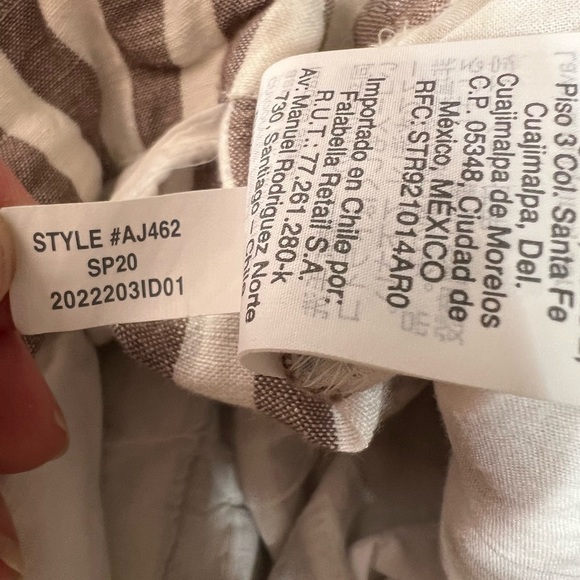 STYLE #AJ462
SP20
2022203ID01
Piso 3 Col. Santa Fe
Cuajimalpa, Del.
Cuajimalpa de Morelos
C.P. 05348, Ciudad de
México, MÉXICO
RFC. STR921014AR0
Importado en Chile por:
Falabella Retail S.A.
R.U.T.: 77.261.280-k
Av. Manuel Rodriguez Norte
730, Santiago - Chile